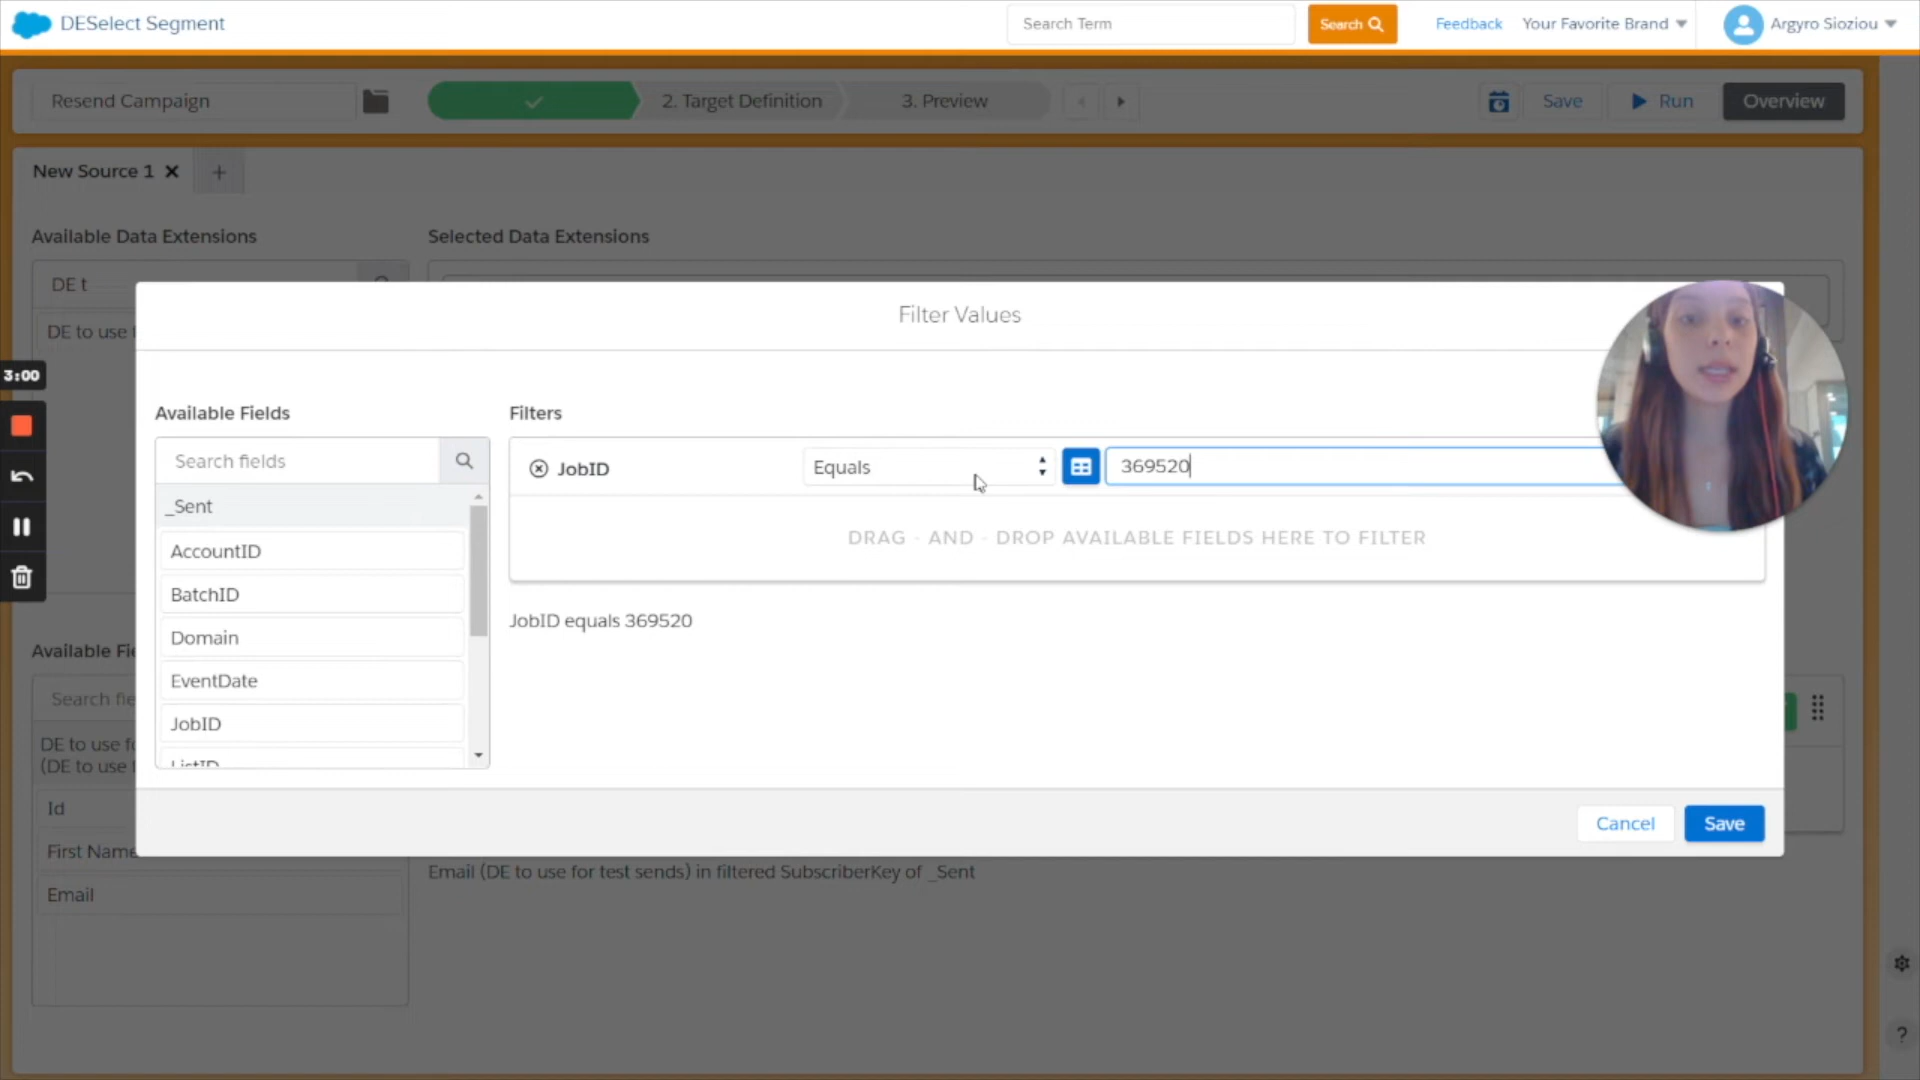 DESelect Segment
Search Term
Search
Feedback
Your Favorite Brand
Argyro Sioziou
Resend Campaign
2. Target Definition
3. Preview
Save
Run
Overview
New Source 1
+
Available Data Extensions
Selected Data Extensions
DE t
DE to use
Filter Values
3:00
Available Fields
Filters
Search fields
JobID
Equals
369520
_Sent
DRAG - AND - DROP AVAILABLE FIELDS HERE TO FILTER
AccountID
BatchID
Domain
JobID equals 369520
EventDate
JobID
ListID
Available Fie
Search fie
DE to use fo
(DE to use
Id
First Name
Email
Cancel
Save
Email (DE to use for test sends) in filtered SubscriberKey of _Sent
?